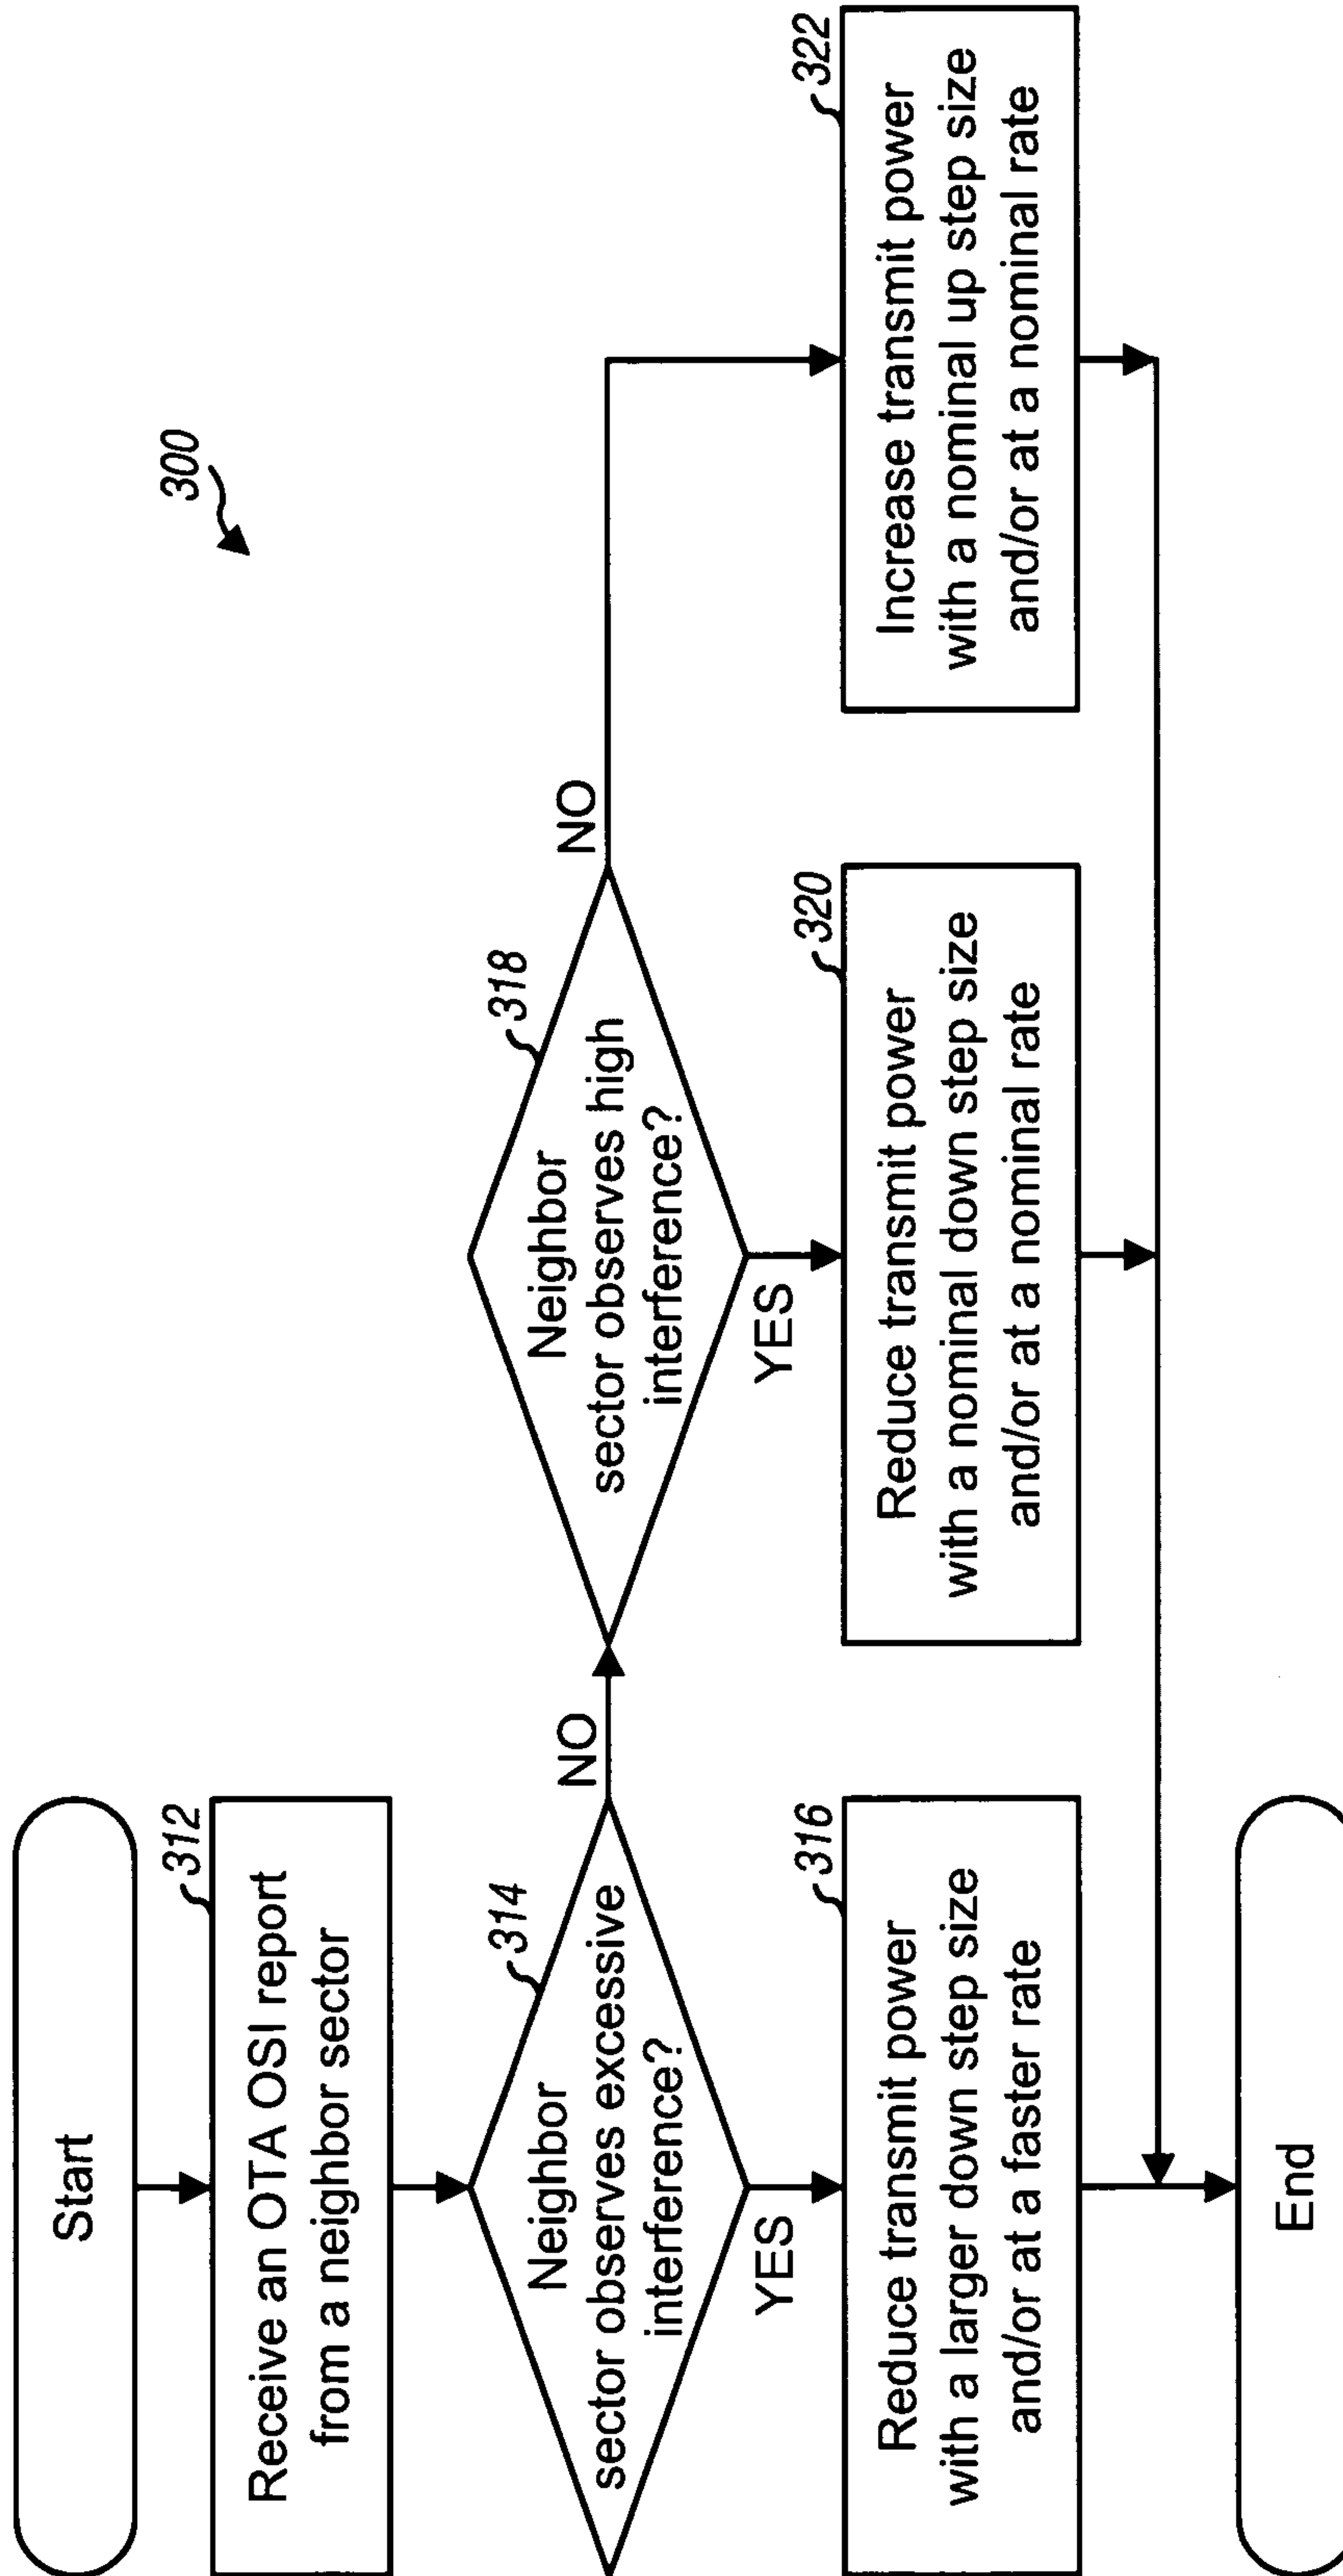 300
Start
312
Receive an OTA OSI report
from a neighbor sector
314
Neighbor
sector observes excessive
interference?
NO
YES
316
Reduce transmit power
with a larger down step size
and/or at a faster rate
318
Neighbor
sector observes high
interference?
NO
YES
320
Reduce transmit power
with a nominal down step size
and/or at a nominal rate
322
Increase transmit power
with a nominal up step size
and/or at a nominal rate
End